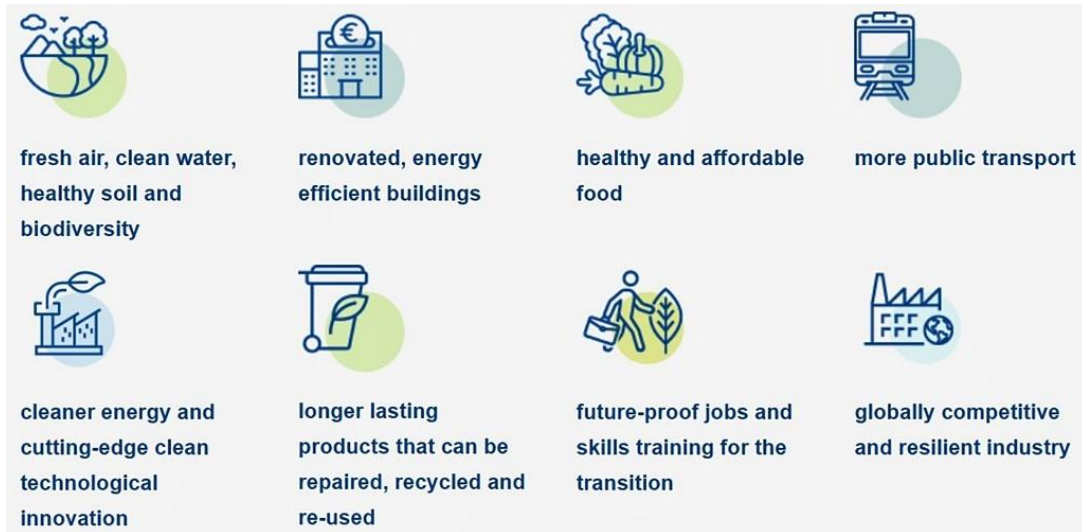 €
fresh air, clean water,
healthy soil and
biodiversity
renovated, energy
efficient buildings
healthy and affordable
food
more public transport
cleaner energy and
cutting-edge clean
technological
innovation
longer lasting
products that can be
repaired, recycled and
re-used
future-proof jobs and
skills training for the
transition
globally competitive
and resilient industry